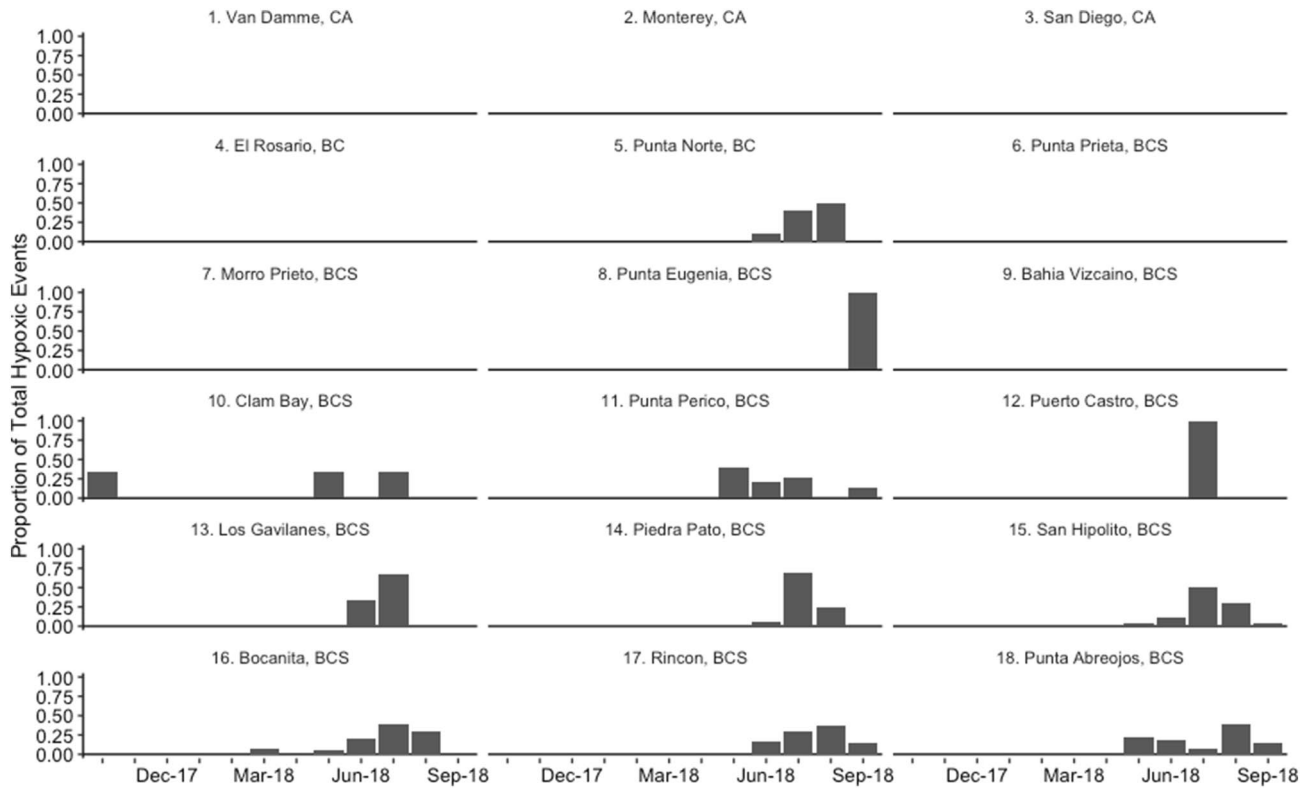 1. Van Damme, CA
2. Monterey, CA
3. San Diego, CA
1.00
0.75
0.50
0.25
0.00
4. El Rosario, BC
5. Punta Norte, BC
6. Punta Prieta, BCS
1.00
0.75
0.50
0.25
0.00
7. Morro Prieto, BCS
8. Punta Eugenia, BCS
9. Bahia Vizcaino, BCS
1.00
0.75
0.50
0.25
0.00
10. Clam Bay, BCS
11. Punta Perico, BCS
12. Puerto Castro, BCS
1.00
0.75
0.50
0.25
0.00
13. Los Gavilanes, BCS
14. Piedra Pato, BCS
15. San Hipolito, BCS
1.00
0.75
0.50
0.25
0.00
16. Bocanita, BCS
17. Rincon, BCS
18. Punta Abreojos, BCS
1.00
0.75
0.50
0.25
0.00
Dec-17 Mar-18 Jun-18 Sep-18
Dec-17 Mar-18 Jun-18 Sep-18
Dec-17 Mar-18 Jun-18 Sep-18
Proportion of Total Hypoxic Events